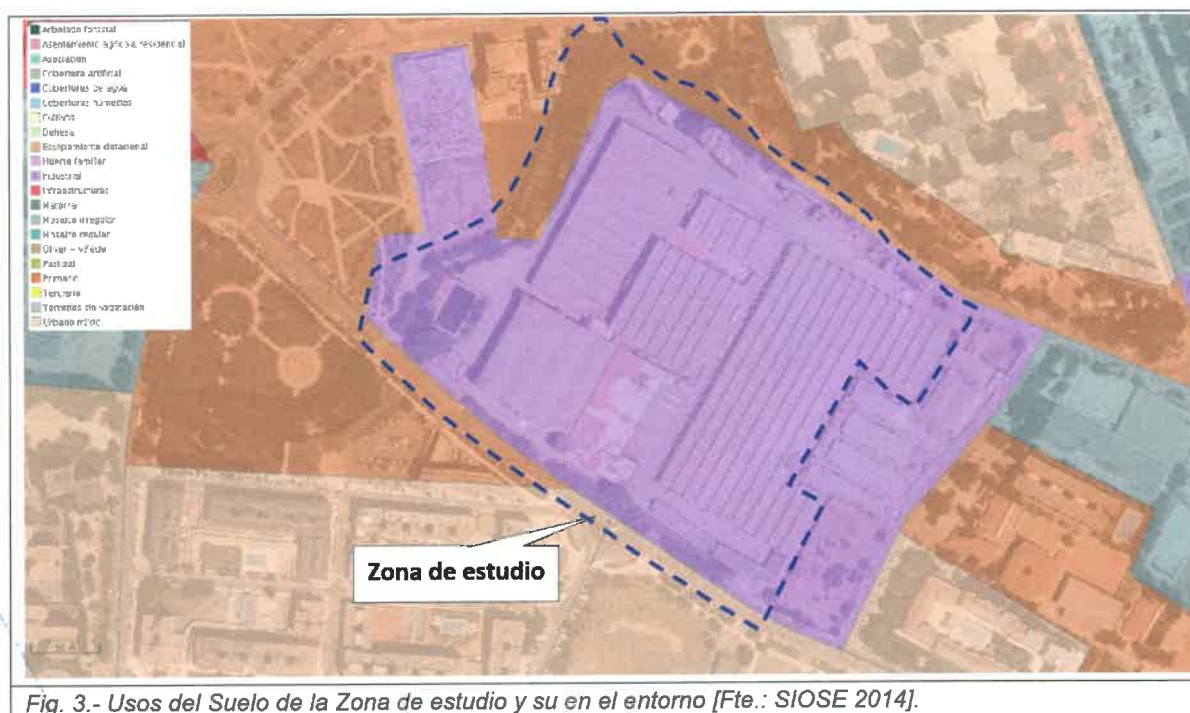 Arbolado forestal
Asentamiento agrícola residencial
Asociación
Cobertura artificial
Coberturas de agua
Coberturas húmedas
Cultivos
Dehesa
Equipamiento dotacional
Huerta familiar
Industrial
Infraestructuras
Matorral
Mosaico irregular
Mosaico regular
Olivar – viñedo
Pastizal
Primario
Terciario
Terrenos sin vegetación
Urbano mixto
Zona de estudio
Fig. 3.- Usos del Suelo de la Zona de estudio y su en el entorno [Fte.: SIOSE 2014].